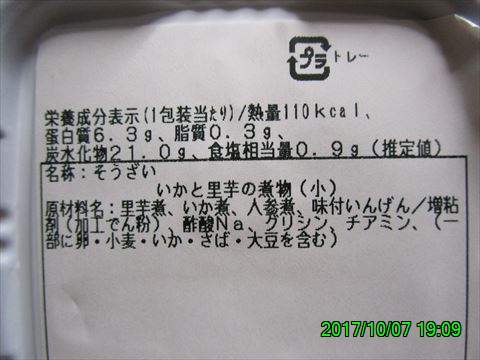 プラ トレー
栄養成分表示(1包装当たり)/熱量110kcal、
蛋白質6.3g、脂質0.3g、
炭水化物21.0g、食塩相当量0.9g(推定値)
名称:そうざい
いかと里芋の煮物(小)
原材料名:里芋煮、いか煮、人参煮、味付いんげん/増粘
剤(加工でん粉)、酢酸Na、グリシン、チアミン、(一
部に卵・小麦・いか・さば・大豆を含む)
2017/10/07 19:09